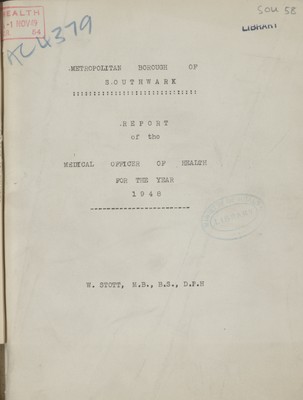 HEALTH
SOU 58
LIBRARY
AC4379
METROPOLITAN BOROUGH OF
SOUTHWARK
REPORT
of the
MEDICAL OFFICER OF HEALTH
FOR THE YEAR
1948
W. STOTT, M.B., B.S., D.P.H